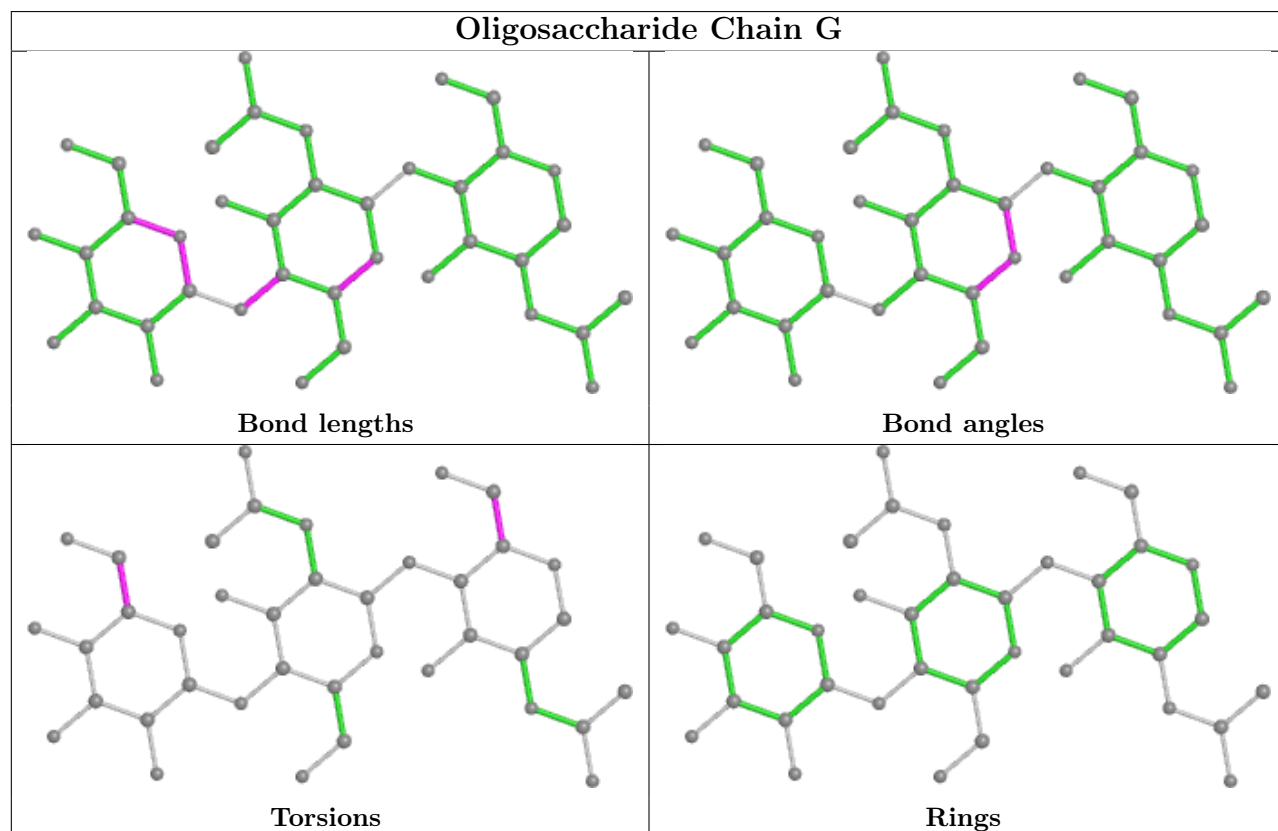 Oligosaccharide Chain G
Bond lengths
Bond angles
Torsions
Rings